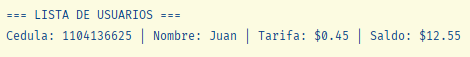 === LISTA DE USUARIOS ===
Cedula: 1104136625 | Nombre: Juan | Tarifa: $0.45 | Saldo: $12.55